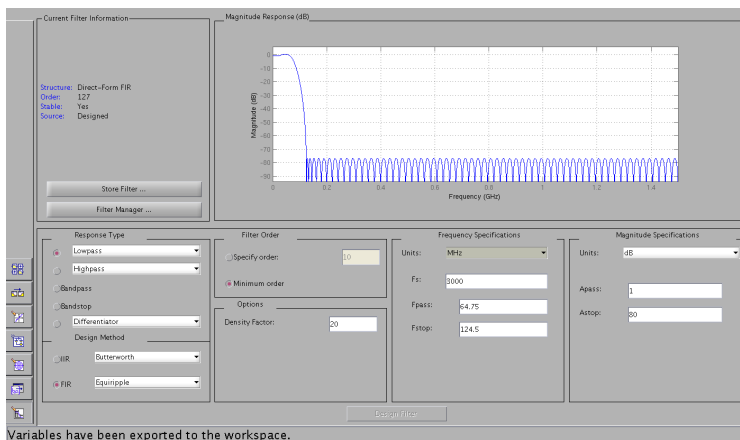 Current Filter Information
Structure: Direct-Form FIR
Order: 127
Stable: Yes
Source: Designed
Store Filter ...
Filter Manager ...
Magnitude Response (dB)
0
-10
-20
-30
-40
-50
-60
-70
-80
-90
Magnitude (dB)
0 0.2 0.4 0.6 0.8 1 1.2 1.4
Frequency (GHz)
Response Type
Lowpass
Highpass
Bandpass
Bandstop
Differentiator
Design Method
IIR Butterworth
FIR Equiripple
Filter Order
Specify order: 10
Minimum order
Options
Density Factor: 20
Frequency Specifications
Units: MHz
Fs: 3000
Fpass: 64.75
Fstop: 124.5
Magnitude Specifications
Units: dB
Apass: 1
Astop: 80
Design Filter
Variables have been exported to the workspace.